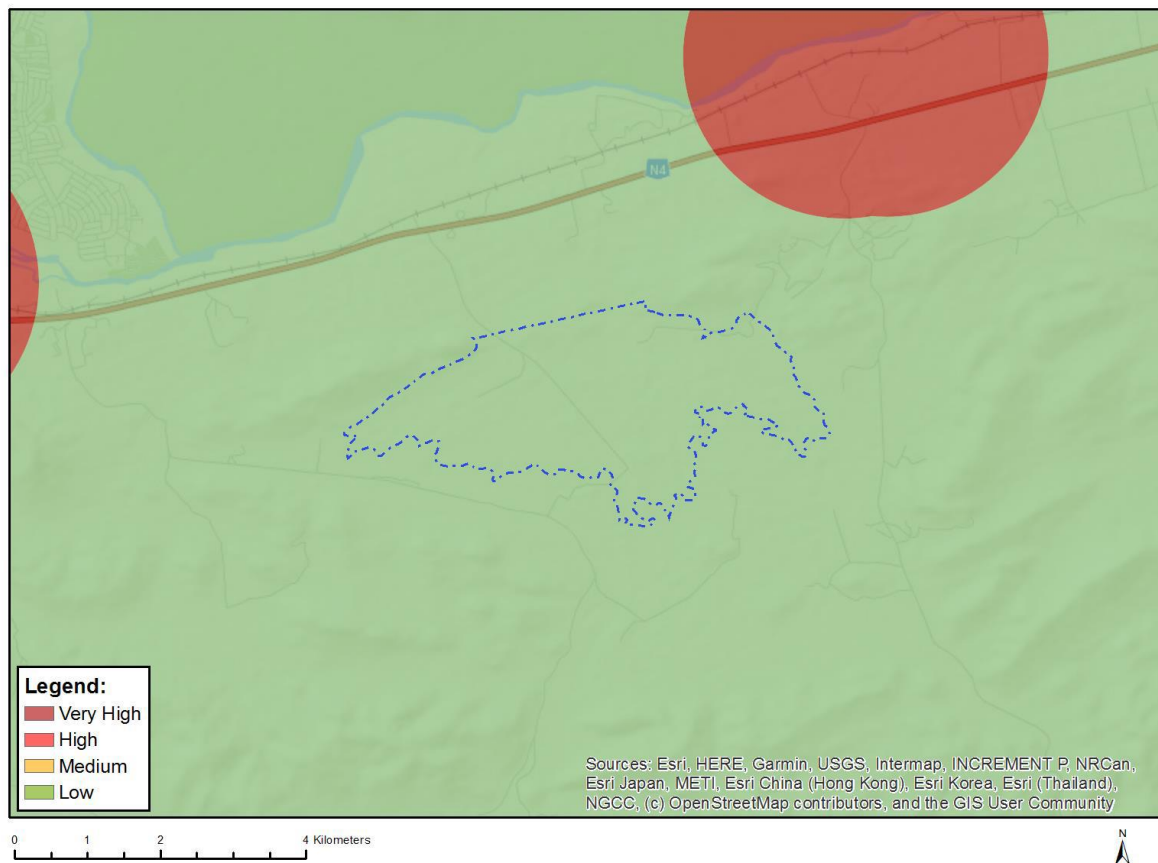 N4
Legend:
Very High
High
Medium
Low
Sources: Esri, HERE, Garmin, USGS, Intermap, INCREMENT P, NRCan,
Esri Japan, METI, Esri China (Hong Kong), Esri Korea, Esri (Thailand),
NGCC, (c) OpenStreetMap contributors, and the GIS User Community
0 1 2 4 Kilometers
N